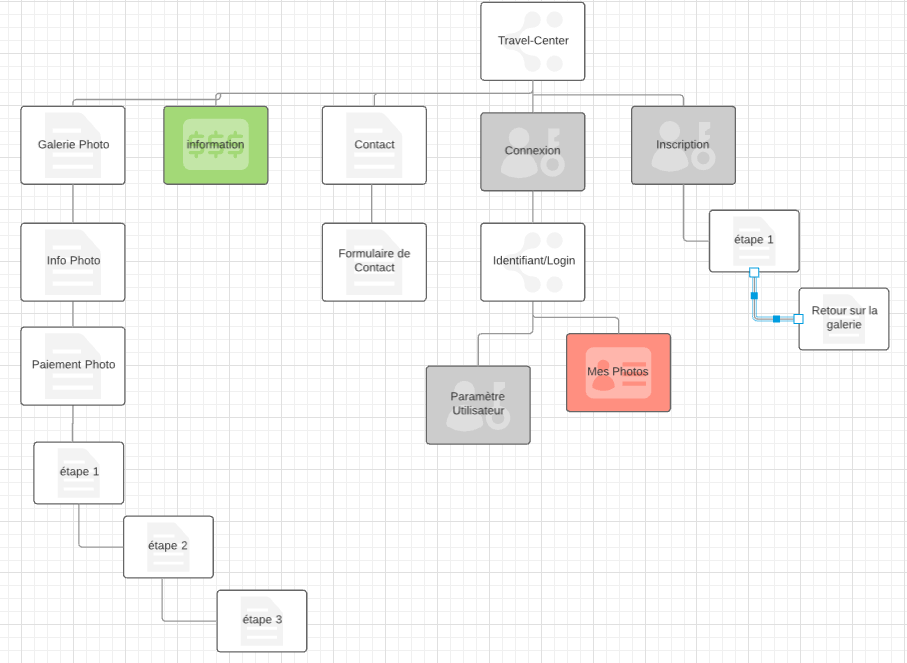 Travel-Center
Galerie Photo
information
$$$
Contact
Connexion
Inscription
Info Photo
Formulaire de
Contact
Identifiant/Login
étape 1
Retour sur la
galerie
Paiement Photo
Paramètre
Utilisateur
Mes Photos
étape 1
étape 2
étape 3